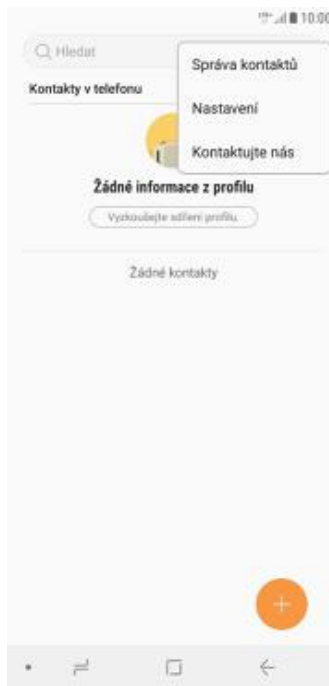 10:00
Hledat
Správa kontaktů
Kontakty v telefonu
Nastavení
Kontaktujte nás
Žádné informace z profilu
Vyzkoušejte sdílení profilu.
Žádné kontakty